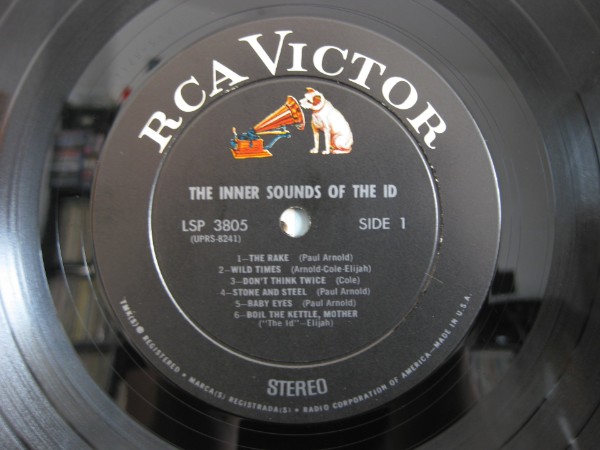 RCA VICTOR
THE INNER SOUNDS OF THE ID
LSP 3805 SIDE 1
(UPRS-8241)
1—THE RAKE (Paul Arnold)
2—WILD TIMES (Arnold-Cole-Elijah)
3—DON'T THINK TWICE (Cole)
4—STONE AND STEEL (Paul Arnold)
5—BABY EYES (Paul Arnold)
6—BOIL THE KETTLE, MOTHER
("The Id"—Elijah)
STEREO
TMK(S) ® REGISTERED • MARCA(S) REGISTRADA(S) • RADIO CORPORATION OF AMERICA—MADE IN U.S.A.